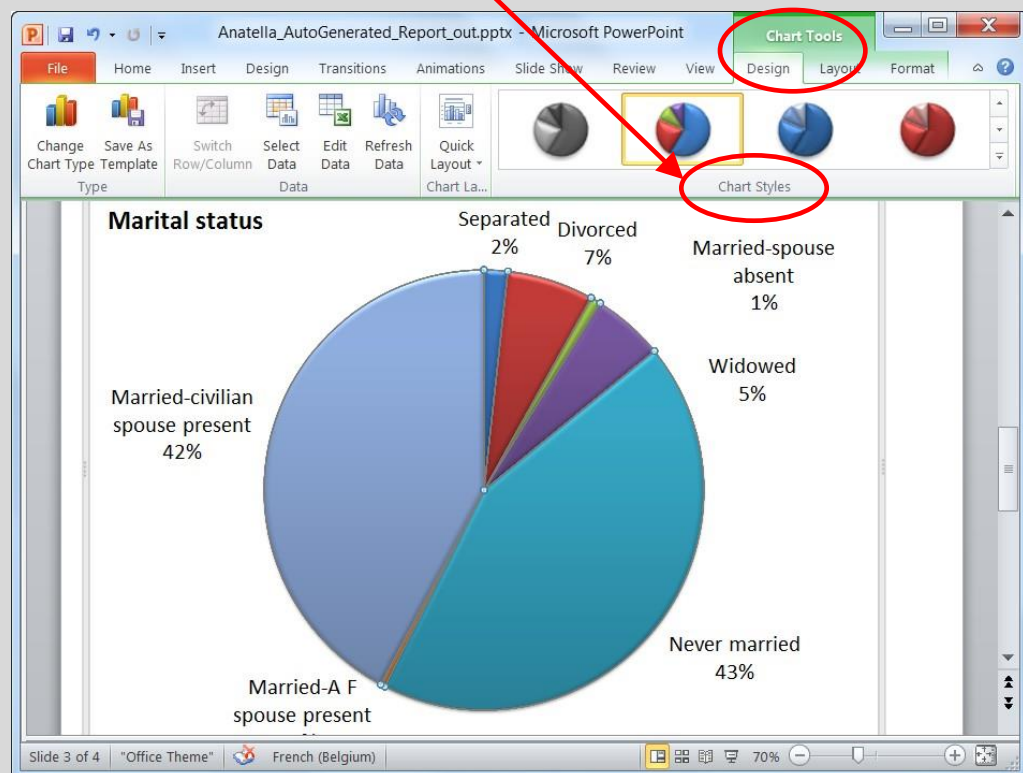 Anatella_AutoGenerated_Report_out.pptx - Microsoft PowerPoint
Chart Tools
File Home Insert Design Transitions Animations Slide Show Review View Design Layout Format
Change
Chart Type
Save As
Template
Switch
Row/Column
Select
Data
Edit
Data
Refresh
Data
Quick
Layout
Type
Data
Chart La...
Chart Styles
Marital status
Separated
2%
Divorced
7%
Married-spouse
absent
1%
Widowed
5%
Married-civilian
spouse present
42%
Never married
43%
Married-A F
spouse present
Slide 3 of 4 "Office Theme" French (Belgium) 70%